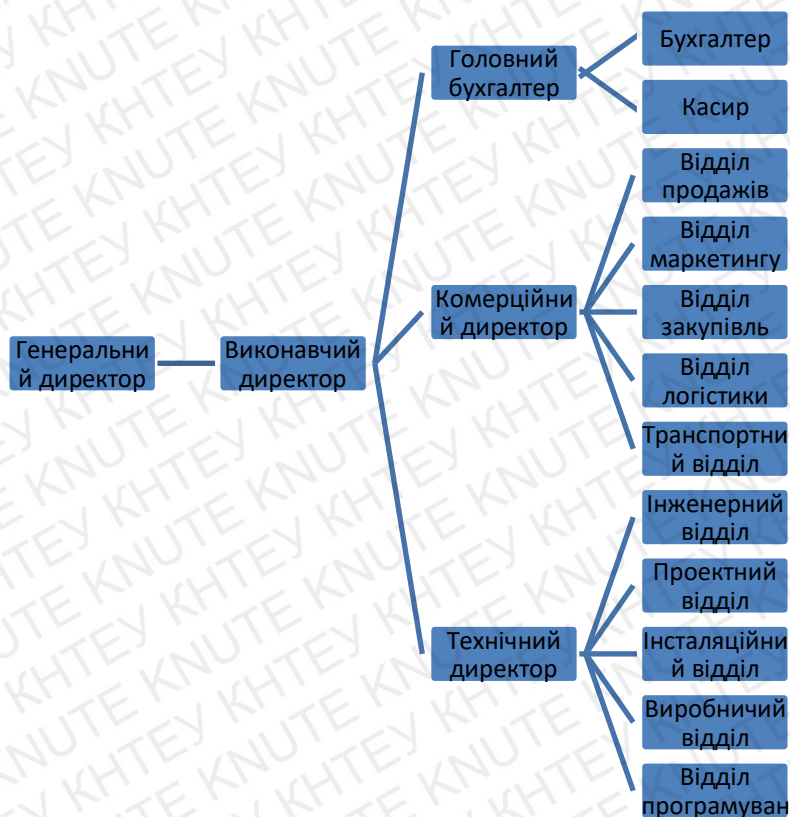 Генеральни
й директор
Виконавчий
директор
Головний
бухгалтер
Бухгалтер
Касир
Комерційни
й директор
Відділ
продажів
Відділ
маркетингу
Відділ
закупівль
Відділ
логістики
Транспортни
й відділ
Технічний
директор
Інженерний
відділ
Проектний
відділ
Інсталяційни
й відділ
Виробничий
відділ
Відділ
програмуван